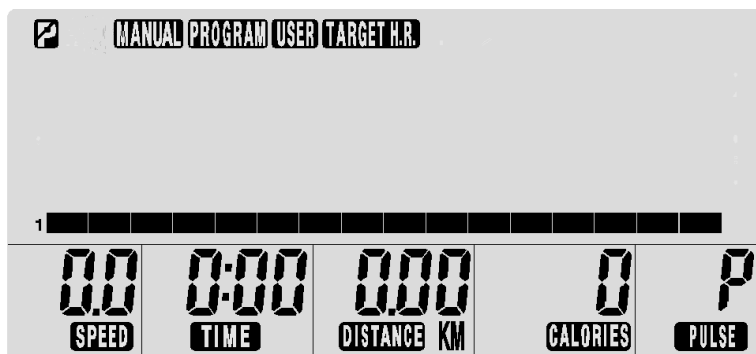 MANUAL PROGRAM USER TARGET H.R.
1
0.0 0:00 0.00 0 P
SPEED TIME DISTANCE KM CALORIES PULSE